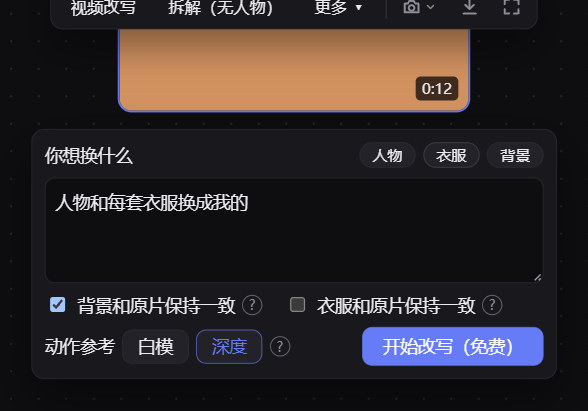 视频改写 拆解（无人物） 更多 ▾
0:12
你想换什么 人物 衣服 背景
人物和每套衣服换成我的
背景和原片保持一致 ? 衣服和原片保持一致 ?
动作参考 白模 深度 ? 开始改写（免费）